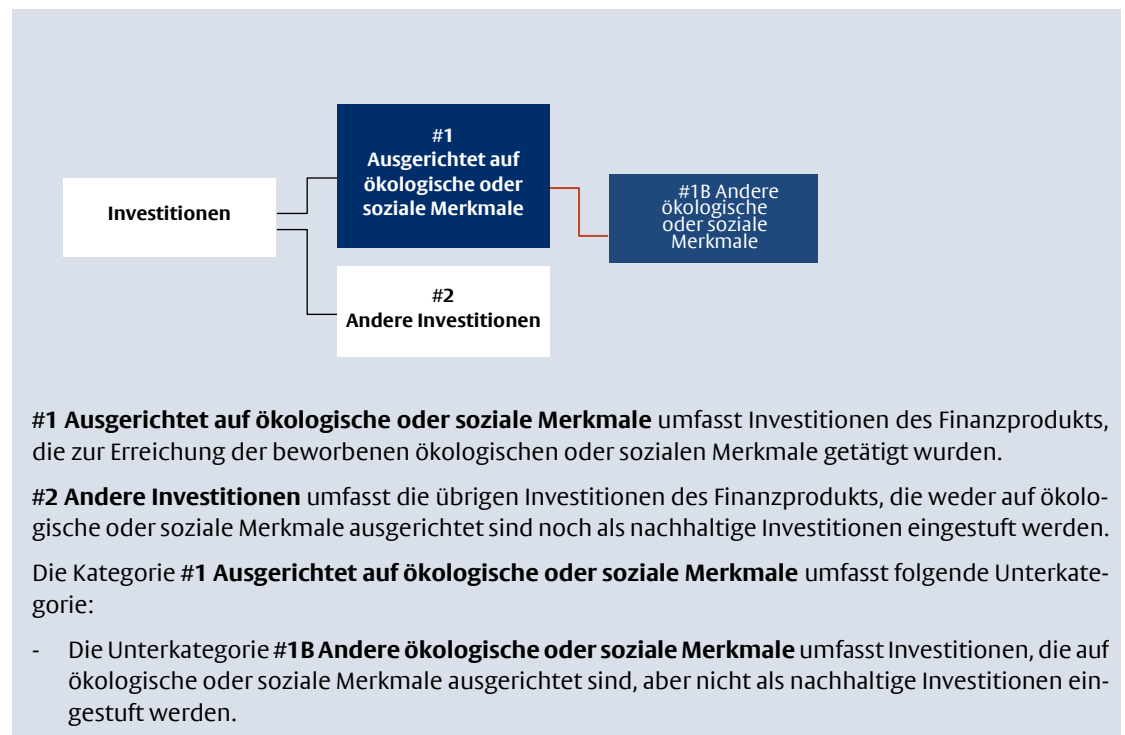 #1
Ausgerichtet auf
ökologische oder
soziale Merkmale
Investitionen
#1B Andere
ökologische
oder soziale
Merkmale
#2
Andere Investitionen
#1 Ausgerichtet auf ökologische oder soziale Merkmale umfasst Investitionen des Finanzprodukts,
die zur Erreichung der beworbenen ökologischen oder sozialen Merkmale getätigt wurden.
#2 Andere Investitionen umfasst die übrigen Investitionen des Finanzprodukts, die weder auf ökolo-
gische oder soziale Merkmale ausgerichtet sind noch als nachhaltige Investitionen eingestuft werden.
Die Kategorie #1 Ausgerichtet auf ökologische oder soziale Merkmale umfasst folgende Unterkate-
gorie:
- Die Unterkategorie #1B Andere ökologische oder soziale Merkmale umfasst Investitionen, die auf
ökologische oder soziale Merkmale ausgerichtet sind, aber nicht als nachhaltige Investitionen ein-
gestuft werden.